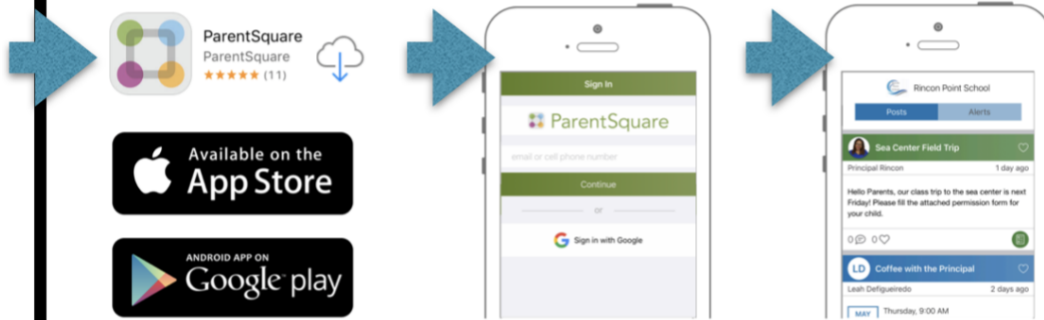 ParentSquare
ParentSquare
(11)
Available on the
App Store
ANDROID APP ON
Google play
Sign In
ParentSquare
email or cell phone number
Continue
or
Sign in with Google
Rincon Point School
Posts Alerts
Sea Center Field Trip
Principal Rincon 1 day ago
Hello Parents, our class trip to the sea center is next
Friday! Please fill the attached permission form for
your child.
0 0
LD Coffee with the Principal
Leah Defigueiredo 2 days ago
MAY Thursday, 9:00 AM